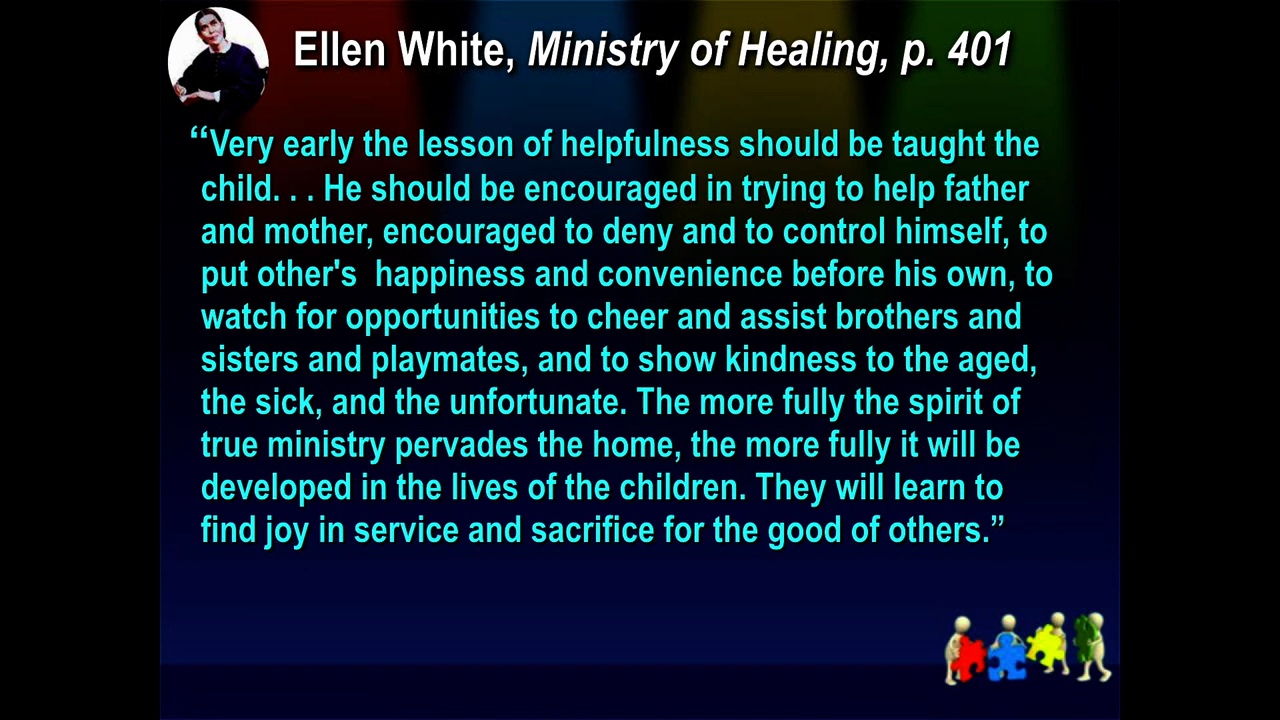 Ellen White, Ministry of Healing, p. 401
“Very early the lesson of helpfulness should be taught the
child. . . He should be encouraged in trying to help father
and mother, encouraged to deny and to control himself, to
put other's  happiness and convenience before his own, to
watch for opportunities to cheer and assist brothers and
sisters and playmates, and to show kindness to the aged,
the sick, and the unfortunate. The more fully the spirit of
true ministry pervades the home, the more fully it will be
developed in the lives of the children. They will learn to
find joy in service and sacrifice for the good of others.”